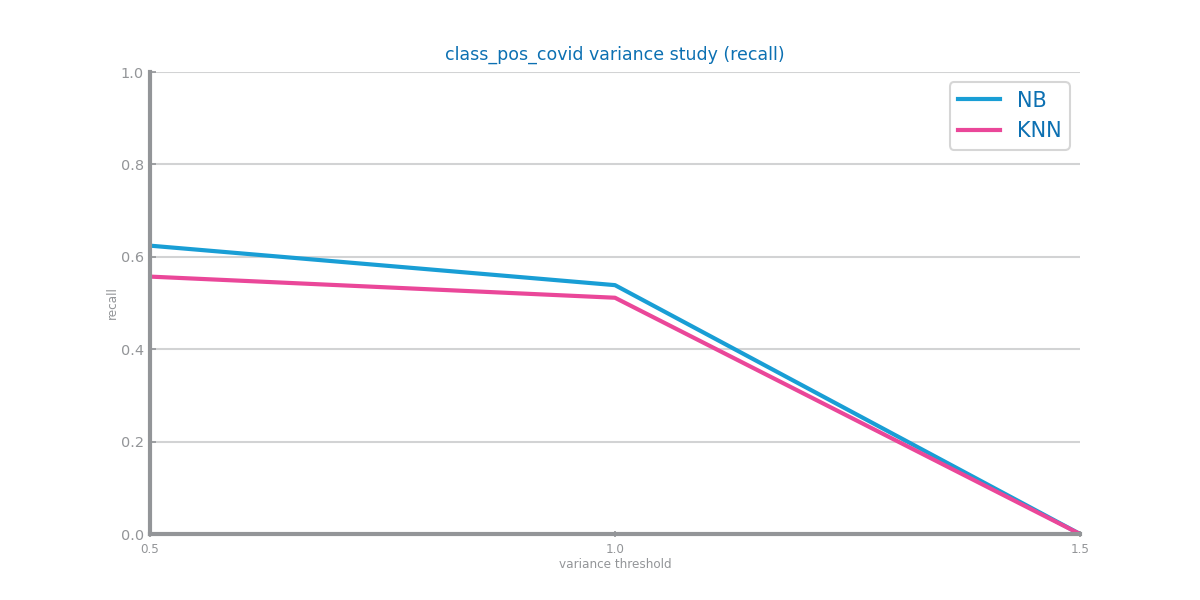 class_pos_covid variance study (recall)
NB
KNN
1.0
0.8
0.6
0.4
0.2
0.0
recall
0.5 1.0 1.5
variance threshold